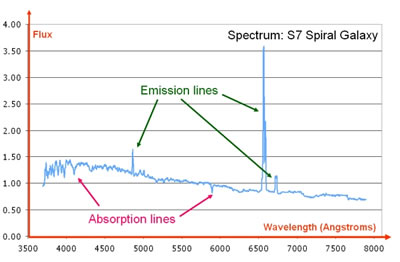 4.00
Flux
Spectrum: S7 Spiral Galaxy
3.50
3.00
Emission lines
2.50
2.00
1.50
1.00
0.50
Absorption lines
Wavelength (Angstroms)
0.00
3500 4000 4500 5000 5500 6000 6500 7000 7500 8000